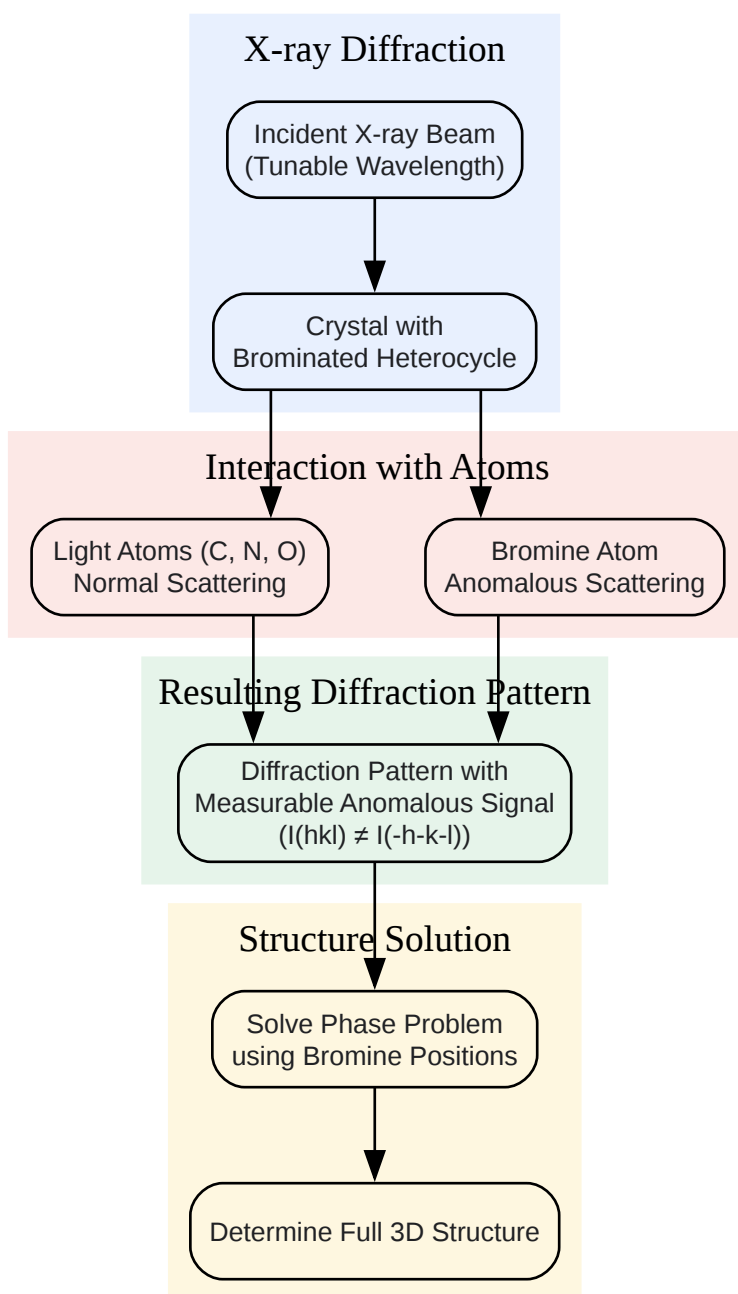 X-ray Diffraction
Incident X-ray Beam
(Tunable Wavelength)
Crystal with
Brominated Heterocycle
Interaction with Atoms
Light Atoms (C, N, O)
Normal Scattering
Bromine Atom
Anomalous Scattering
Resulting Diffraction Pattern
Diffraction Pattern with
Measurable Anomalous Signal
(I(hkl) ≠ I(-h-k-l))
Structure Solution
Solve Phase Problem
using Bromine Positions
Determine Full 3D Structure